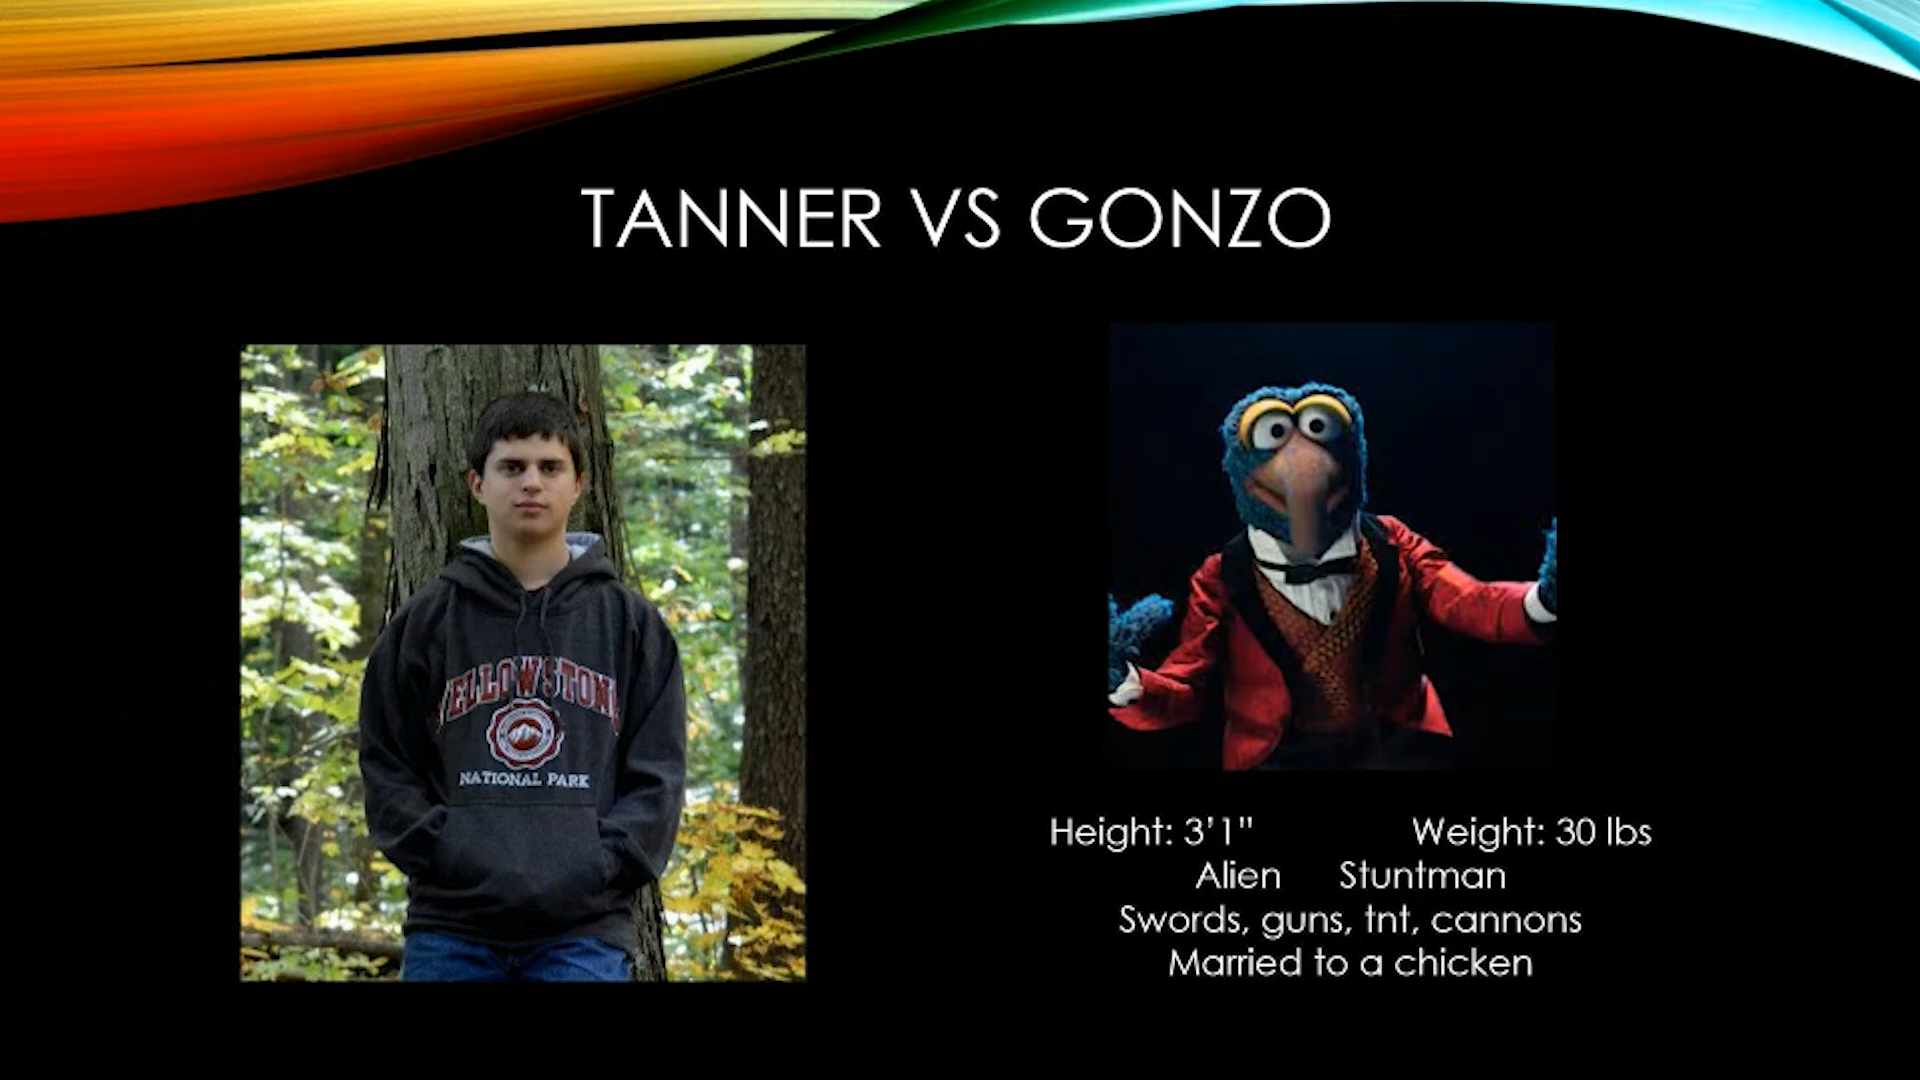 TANNER VS GONZO
YELLOWSTONE
NATIONAL PARK
Height: 3’1” Weight: 30 lbs
Alien Stuntman
Swords, guns, tnt, cannons
Married to a chicken